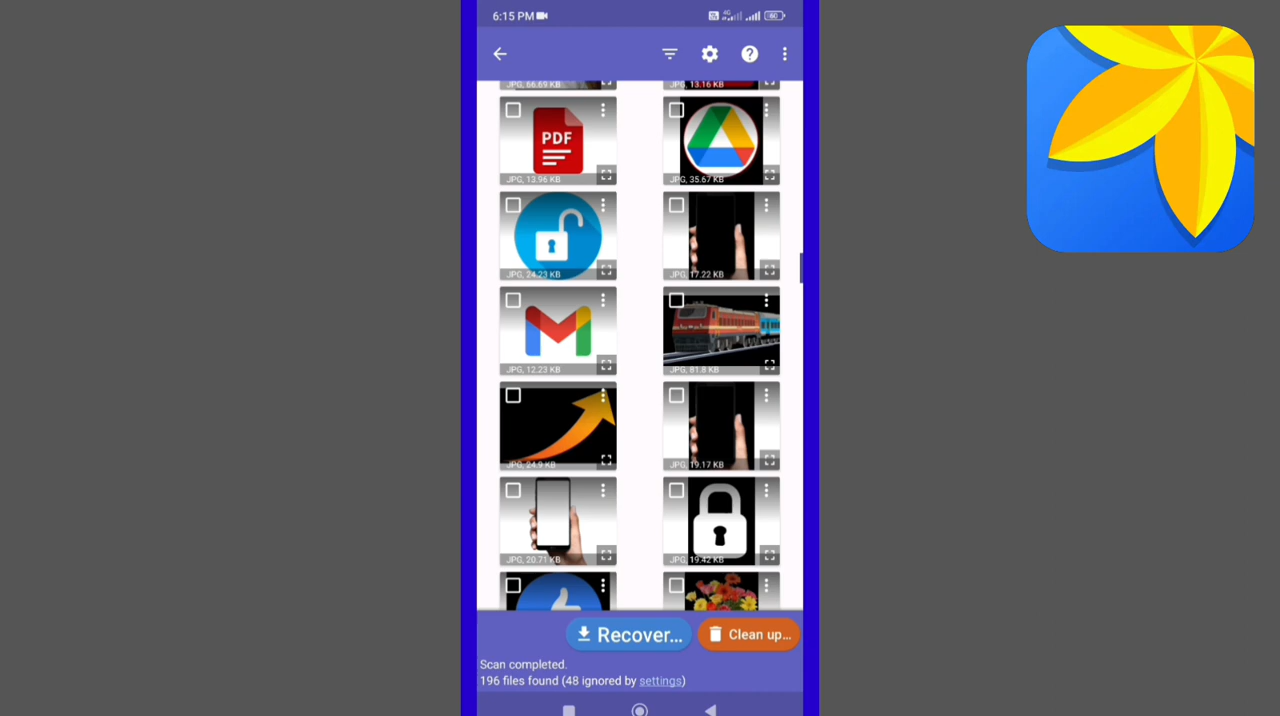 6:15 PM
4G
60
JPG, 66.69 KB
JPG, 13.16 KB
PDF
JPG, 13.96 KB
JPG, 35.67 KB
JPG, 24.23 KB
JPG, 17.22 KB
JPG, 12.23 KB
JPG, 81.8 KB
JPG, 24.9 KB
JPG, 19.17 KB
JPG, 20.71 KB
JPG, 19.42 KB
Recover...
Clean up...
Scan completed.
196 files found (48 ignored by settings)